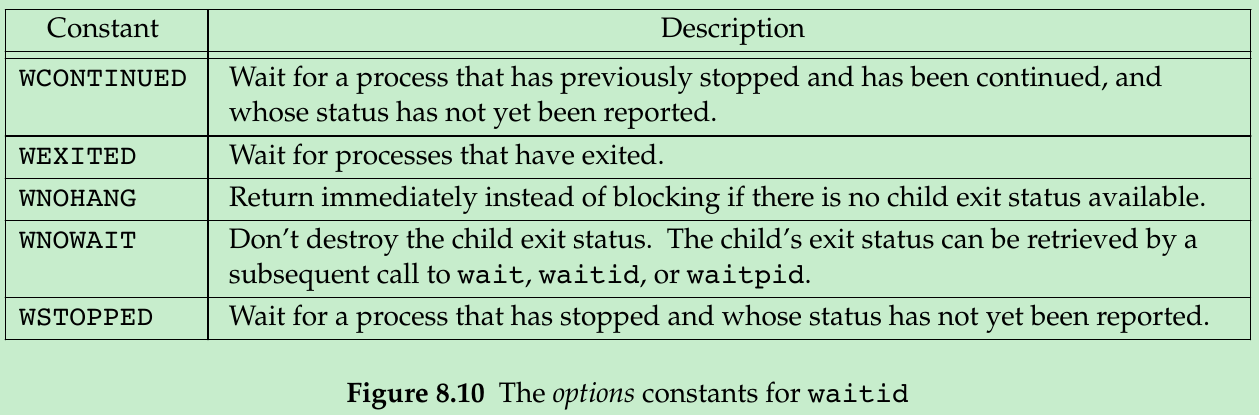 Constant Description
WCONTINUED Wait for a process that has previously stopped and has been continued, and
whose status has not yet been reported.
WEXITED Wait for processes that have exited.
WNOHANG Return immediately instead of blocking if there is no child exit status available.
WNOWAIT Don't destroy the child exit status. The child's exit status can be retrieved by a
subsequent call to wait, waitid, or waitpid.
WSTOPPED Wait for a process that has stopped and whose status has not yet been reported.
Figure 8.10 The options constants for waitid